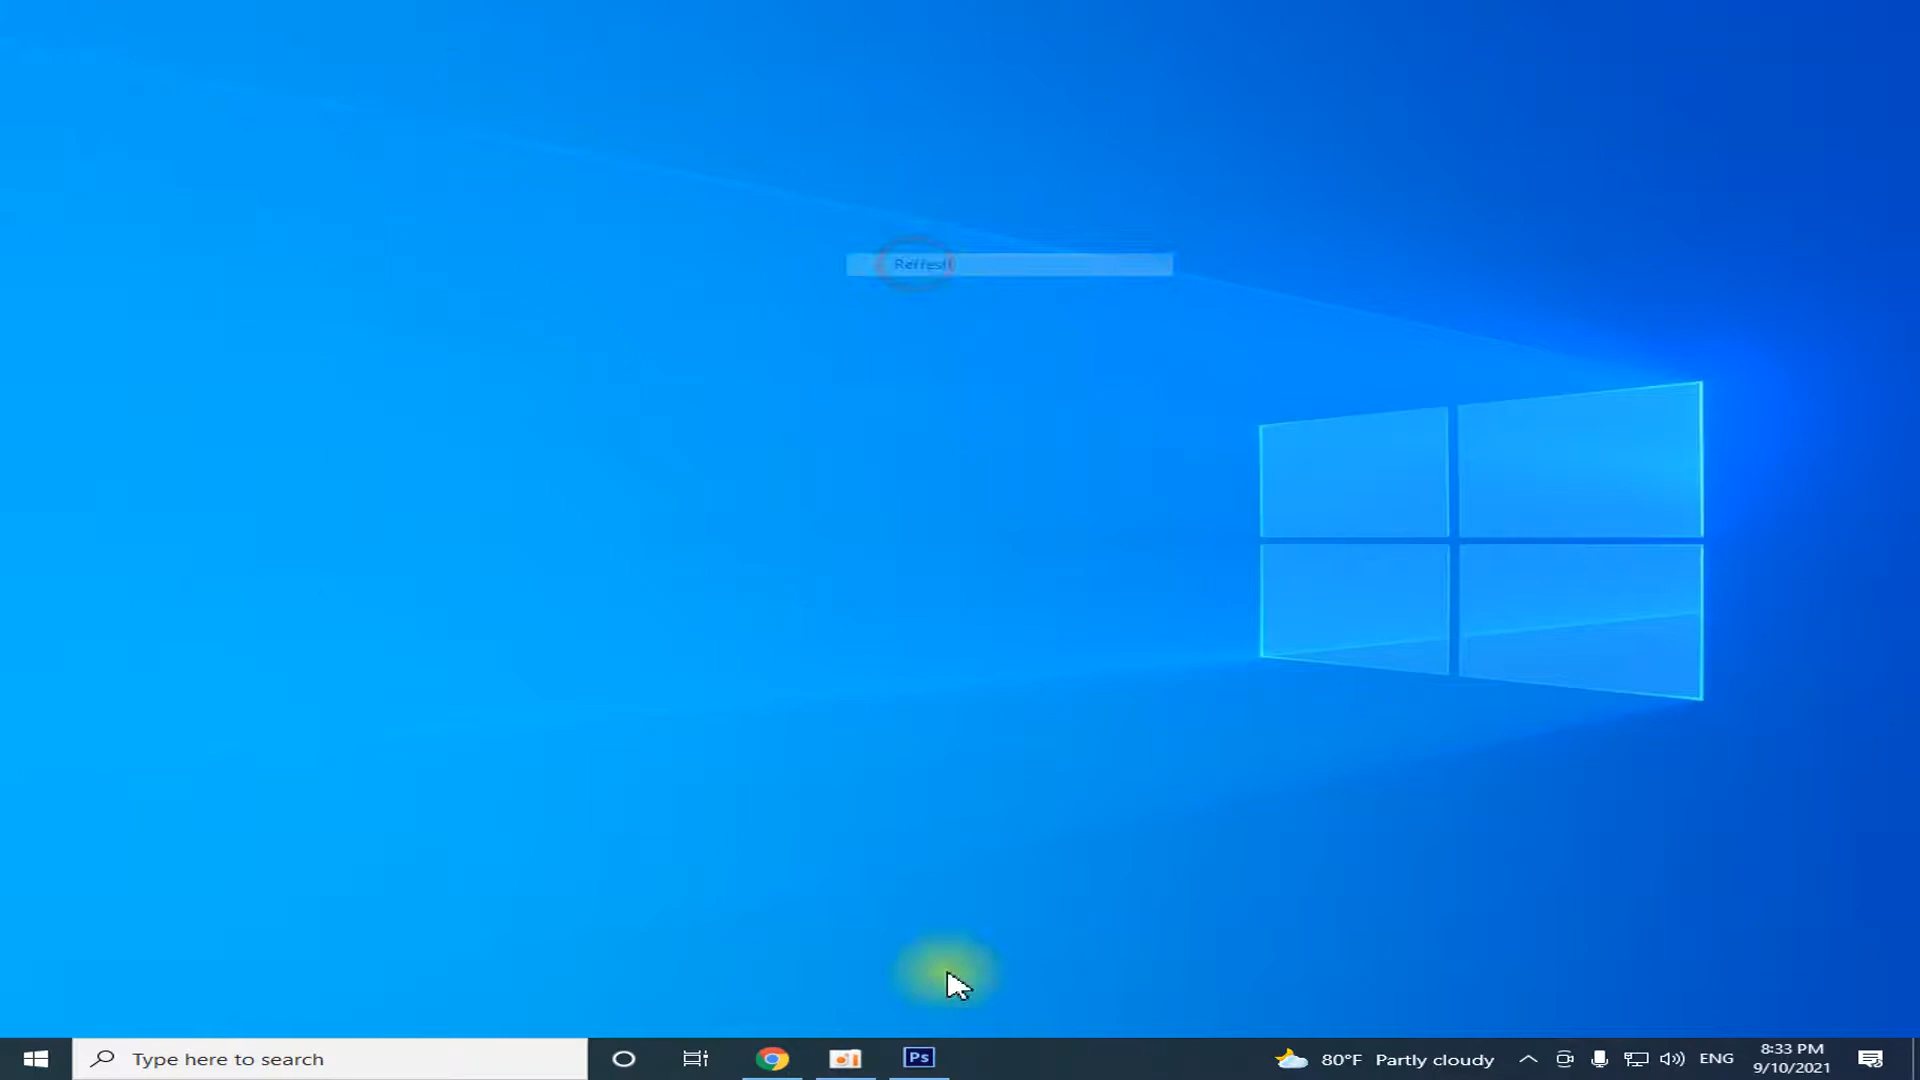 Refresh
Type here to search
Ps
80°F Partly cloudy
ENG
8:33 PM
9/10/2021